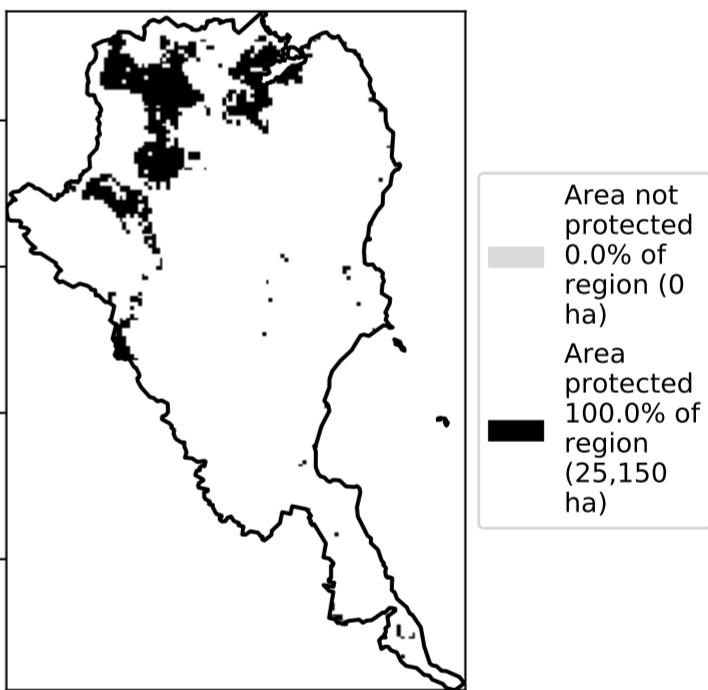 Area not
protected
0.0% of
region (0
ha)
Area
protected
100.0% of
region
(25,150
ha)